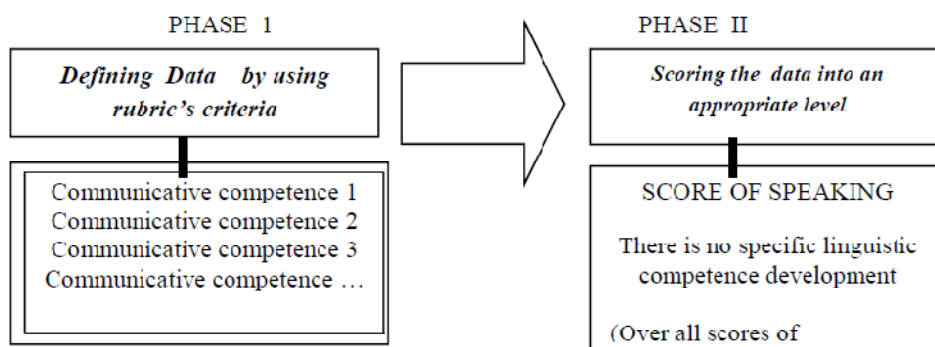 PHASE 1
Defining Data by using
rubric's criteria
Communicative competence 1
Communicative competence 2
Communicative competence 3
Communicative competence …
PHASE II
Scoring the data into an
appropriate level
SCORE OF SPEAKING
There is no specific linguistic
competence development
(Over all scores of